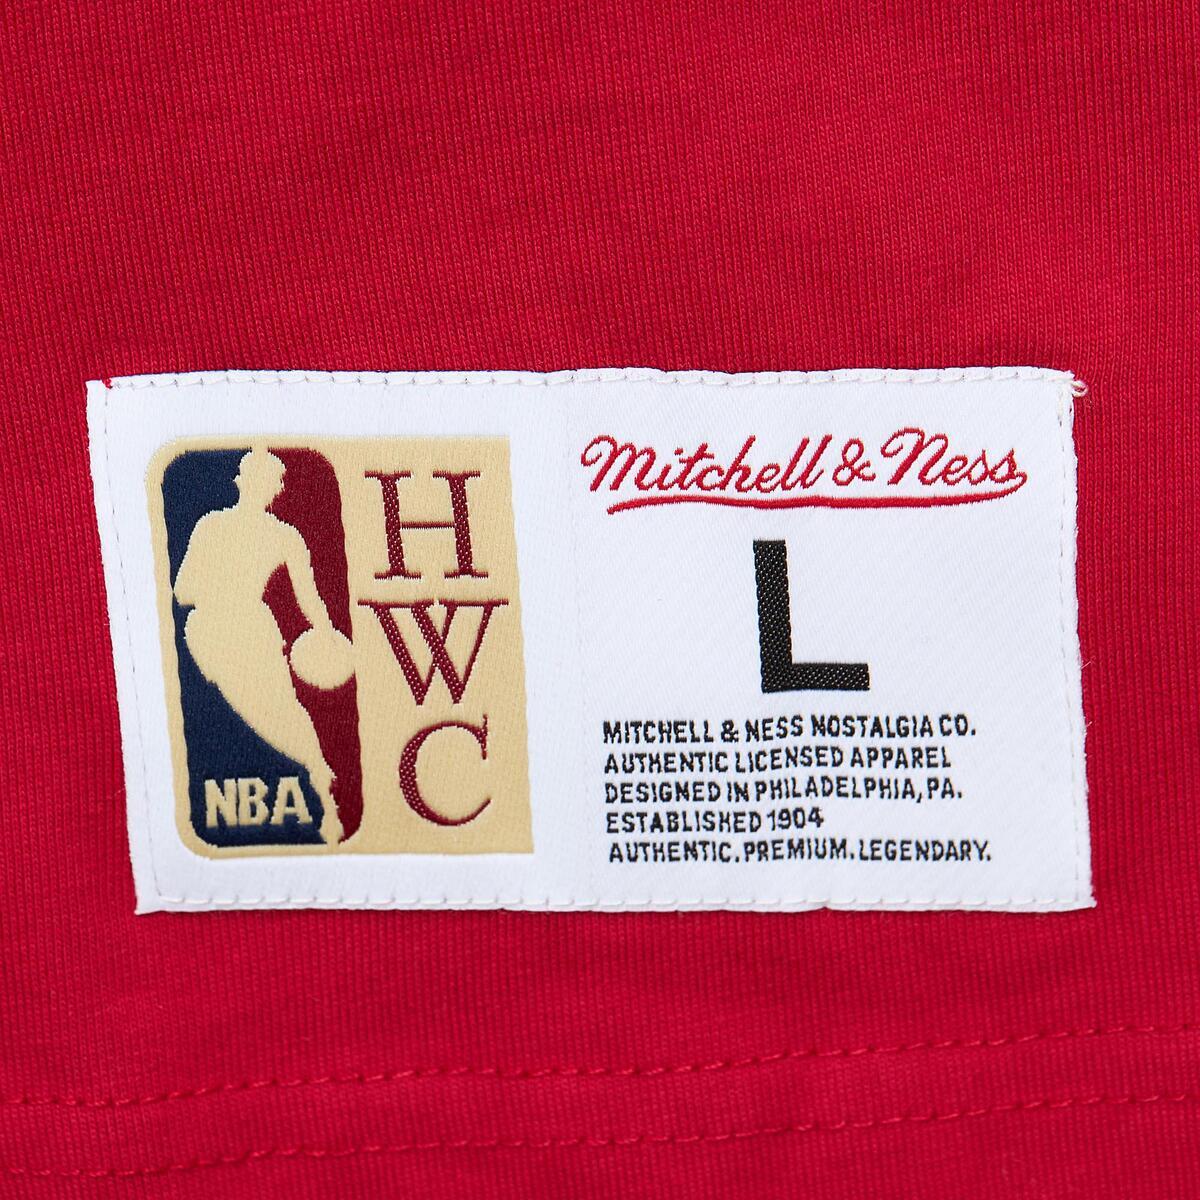 NBA
H
W
C
Mitchell & Ness
L
MITCHELL & NESS NOSTALGIA CO.
AUTHENTIC LICENSED APPAREL
DESIGNED IN PHILADELPHIA, PA.
ESTABLISHED 1904
AUTHENTIC. PREMIUM. LEGENDARY.